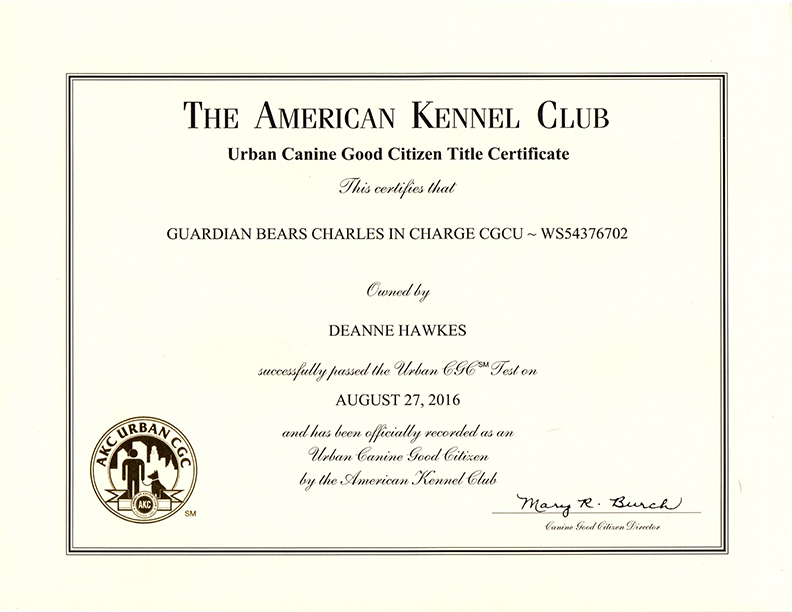 THE AMERICAN KENNEL CLUB
Urban Canine Good Citizen Title Certificate
This certifies that
GUARDIAN BEARS CHARLES IN CHARGE CGCU ~ WS54376702
Owned by
DEANNE HAWKES
successfully passed the Urban CGC℠ Test on
AUGUST 27, 2016
and has been officially recorded as an
Urban Canine Good Citizen
by the American Kennel Club
AKC URBAN CGC
AKC
SM
Mary R. Burch
Canine Good Citizen Director